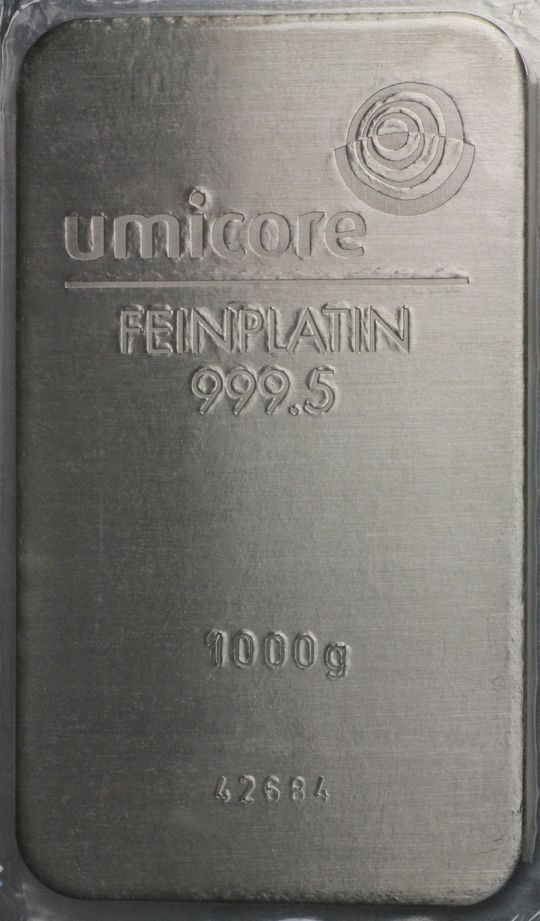 umicore
FEINPLATIN
999.5
1000g
42684